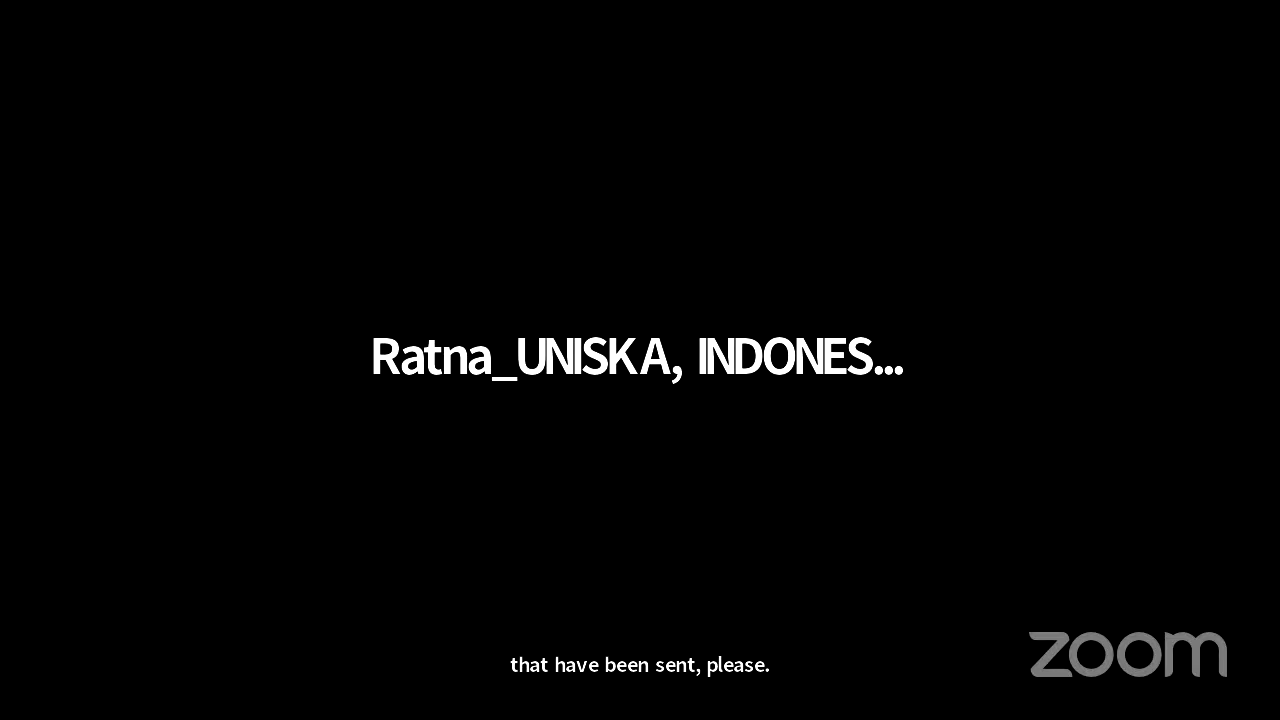 Ratna_UNISKA, INDONES...
that have been sent, please.
zoom